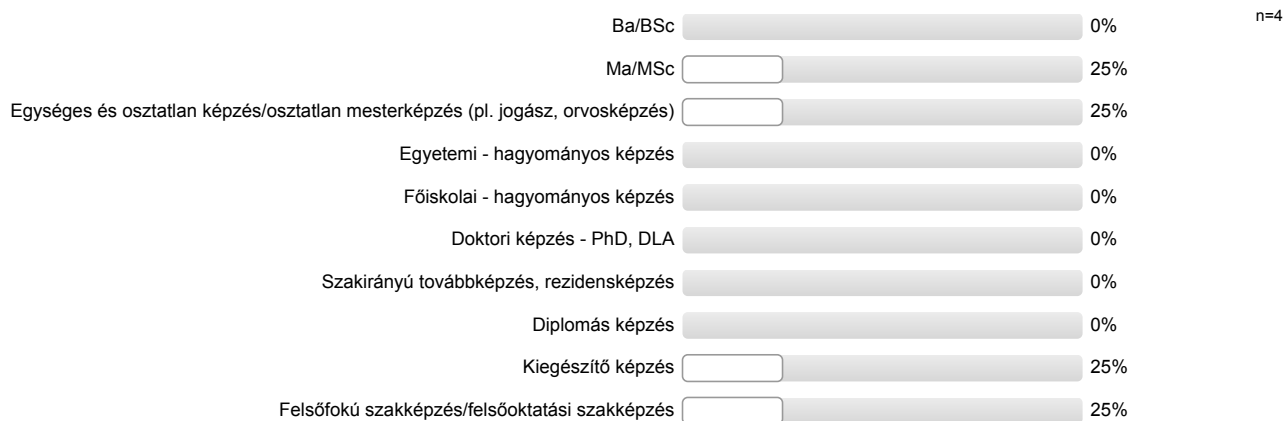 Ba/BSc 0% n=4
Ma/MSc 25%
Egységes és osztatlan képzés/osztatlan mesterképzés (pl. jogász, orvosképzés) 25%
Egyetemi - hagyományos képzés 0%
Főiskolai - hagyományos képzés 0%
Doktori képzés - PhD, DLA 0%
Szakirányú továbbképzés, rezidensképzés 0%
Diplomás képzés 0%
Kiegészítő képzés 25%
Felsőfokú szakképzés/felsőoktatási szakképzés 25%